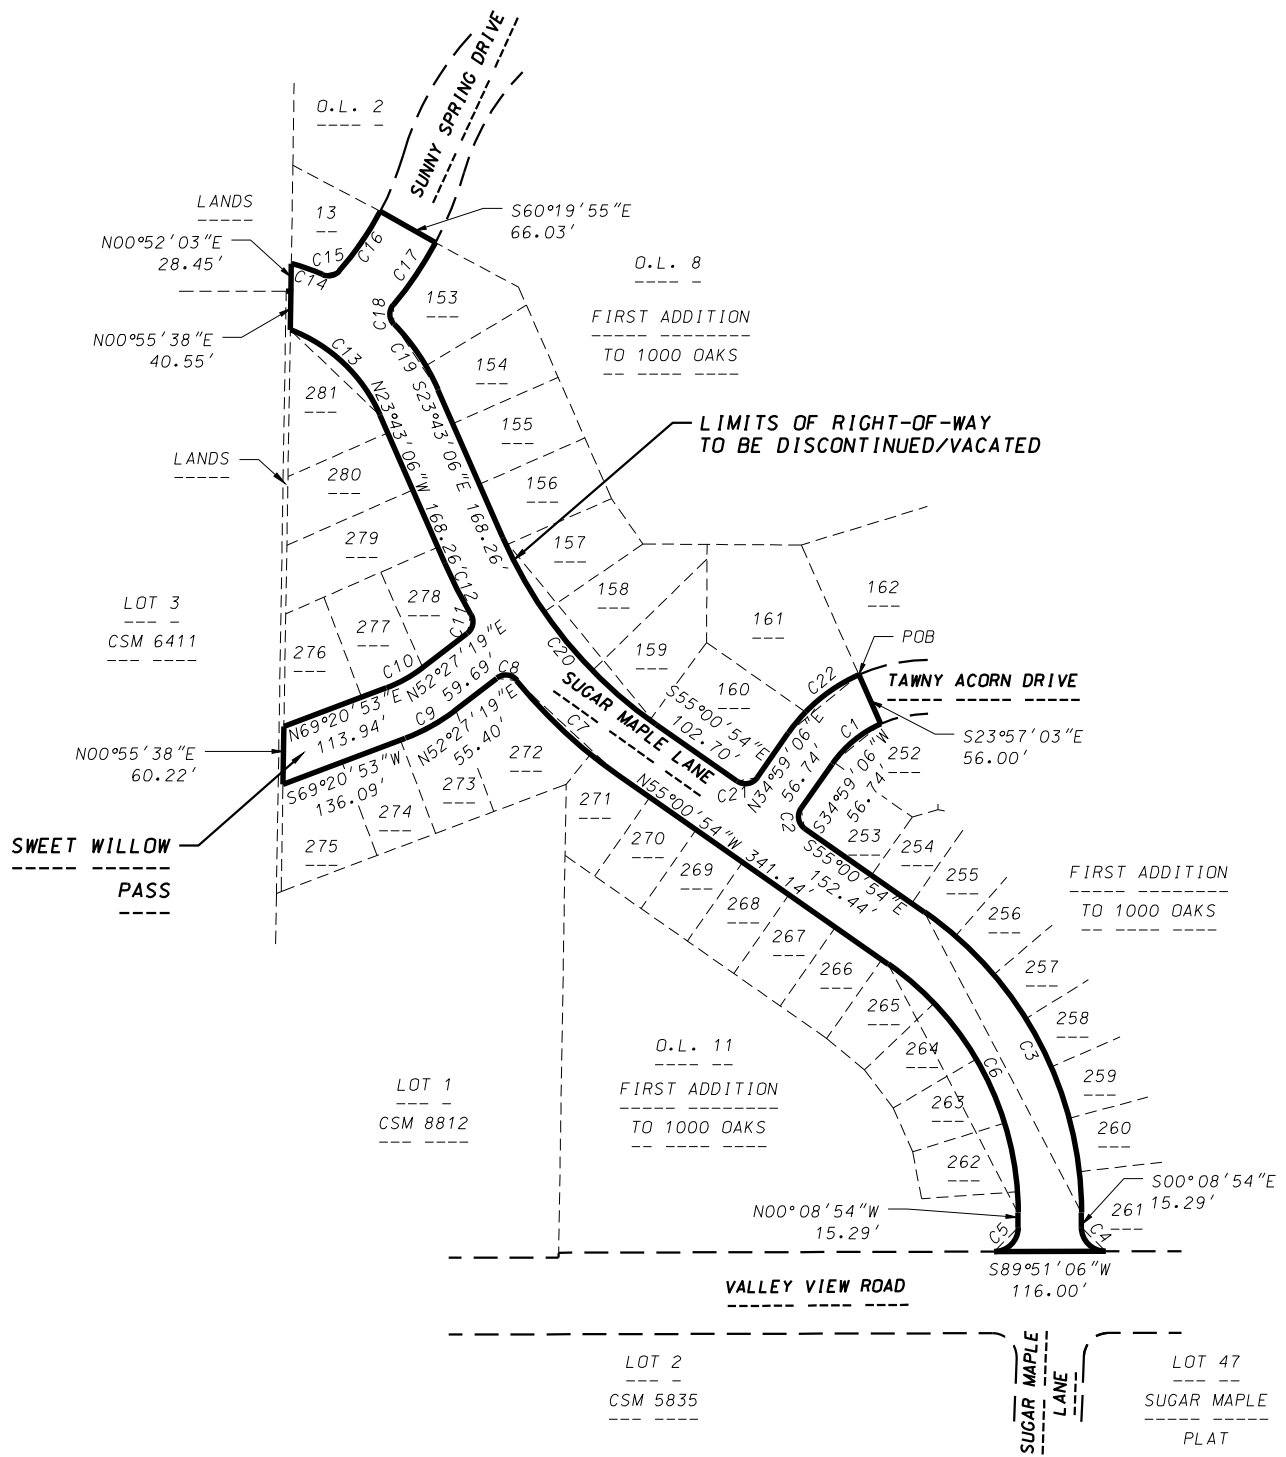 SUNNY SPRING DRIVE
O.L. 2
LANDS
13
S60°19'55"E
66.03'
N00°52'03"E
28.45'
C15
C16
C14
C17
O.L. 8
FIRST ADDITION
TO 1000 OAKS
153
C18
N00°55'38"E
40.55'
C13
C19
154
281
N23°43'06"W 168.26'
S23°43'06"E 168.26'
155
LIMITS OF RIGHT-OF-WAY
TO BE DISCONTINUED/VACATED
LANDS
280
156
279
157
C12
278
158
162
LOT 3
CSM 6411
277
C11
161
276
159
C20
POB
C10
N52°27'19"E
59.69'
C8
160
C22
TAWNY ACORN DRIVE
SUGAR MAPLE LANE
S55°00'54"E
102.70'
N69°20'53"E
113.94'
C9
N52°27'19"E
55.40'
C7
N34°59'06"E
56.74'
C1
S23°57'03"E
56.00'
N00°55'38"E
60.22'
S69°20'53"W
136.09'
272
C21
S34°59'06"W
56.74'
252
273
271
C2
274
270
253
SWEET WILLOW
PASS
275
269
N55°00'54"W 341.14'
S55°00'54"E
152.44'
254
255
FIRST ADDITION
TO 1000 OAKS
268
256
267
257
266
265
258
O.L. 11
FIRST ADDITION
TO 1000 OAKS
264
C6
C3
LOT 1
CSM 8812
259
263
260
262
S00°08'54"E
15.29'
N00°08'54"W
15.29'
261
C5
C4
S89°51'06"W
116.00'
VALLEY VIEW ROAD
LOT 2
CSM 5835
SUGAR MAPLE
LANE
LOT 47
SUGAR MAPLE
PLAT